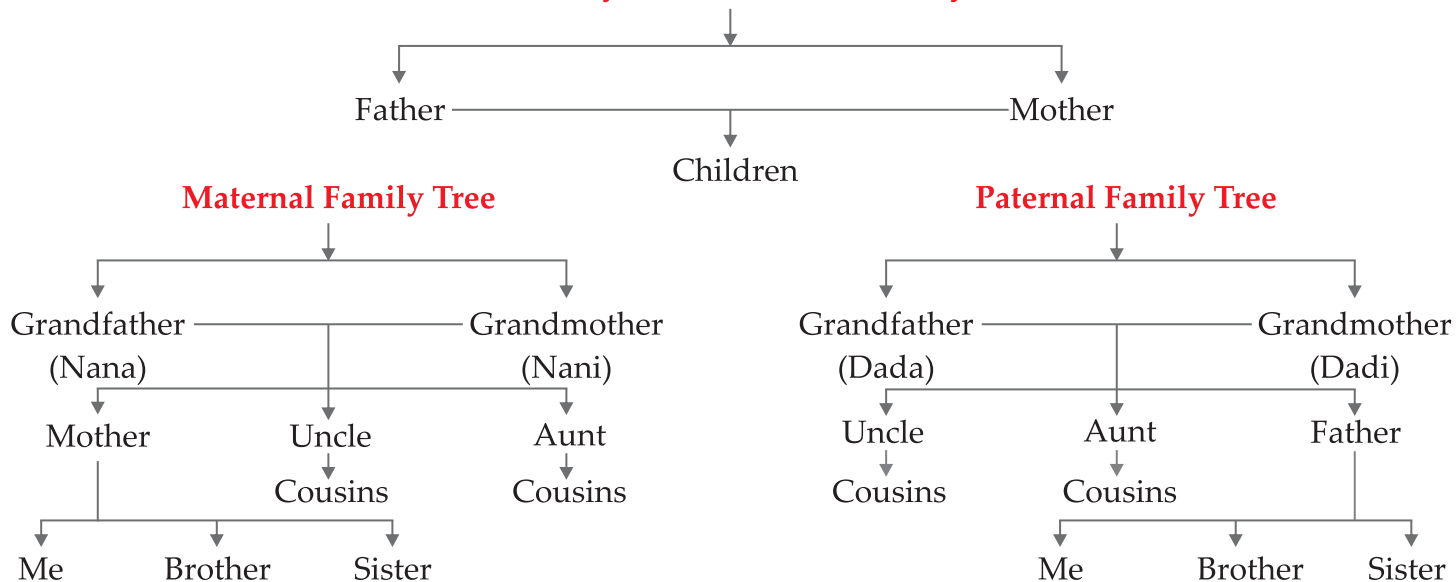 Father Mother
Children
Maternal Family Tree Paternal Family Tree
Grandfather Grandmother Grandfather Grandmother
(Nana) (Nani) (Dada) (Dadi)
Mother Uncle Aunt Uncle Aunt Father
Cousins Cousins Cousins Cousins
Me Brother Sister Me Brother Sister